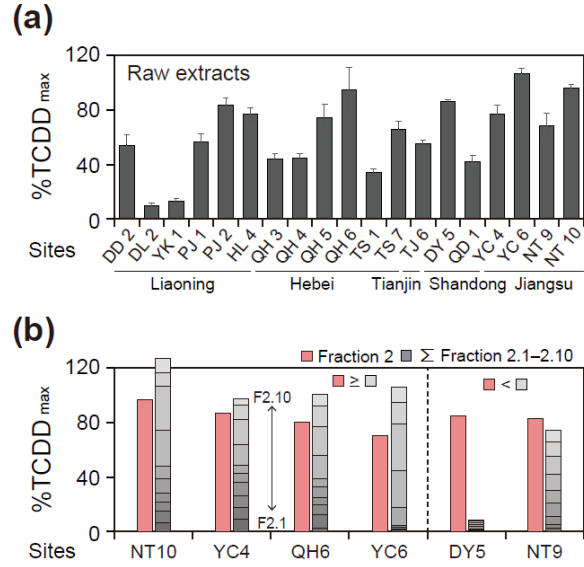 (a)
120
80
40
0
%TCDD max
Raw extracts
Sites
DD 2
DL 2
YK 1
PJ 1
PJ 2
HL 4
QH 3
QH 4
QH 5
QH 6
TS 1
TS 7
TJ 6
DY 5
QD 1
YC 4
YC 6
NT 9
NT 10
Liaoning Hebei Tianjin Shandong Jiangsu
(b)
Fraction 2 Σ Fraction 2.1–2.10
≥ <
120
80
40
0
%TCDD max
F2.10
F2.1
Sites NT10 YC4 QH6 YC6 DY5 NT9